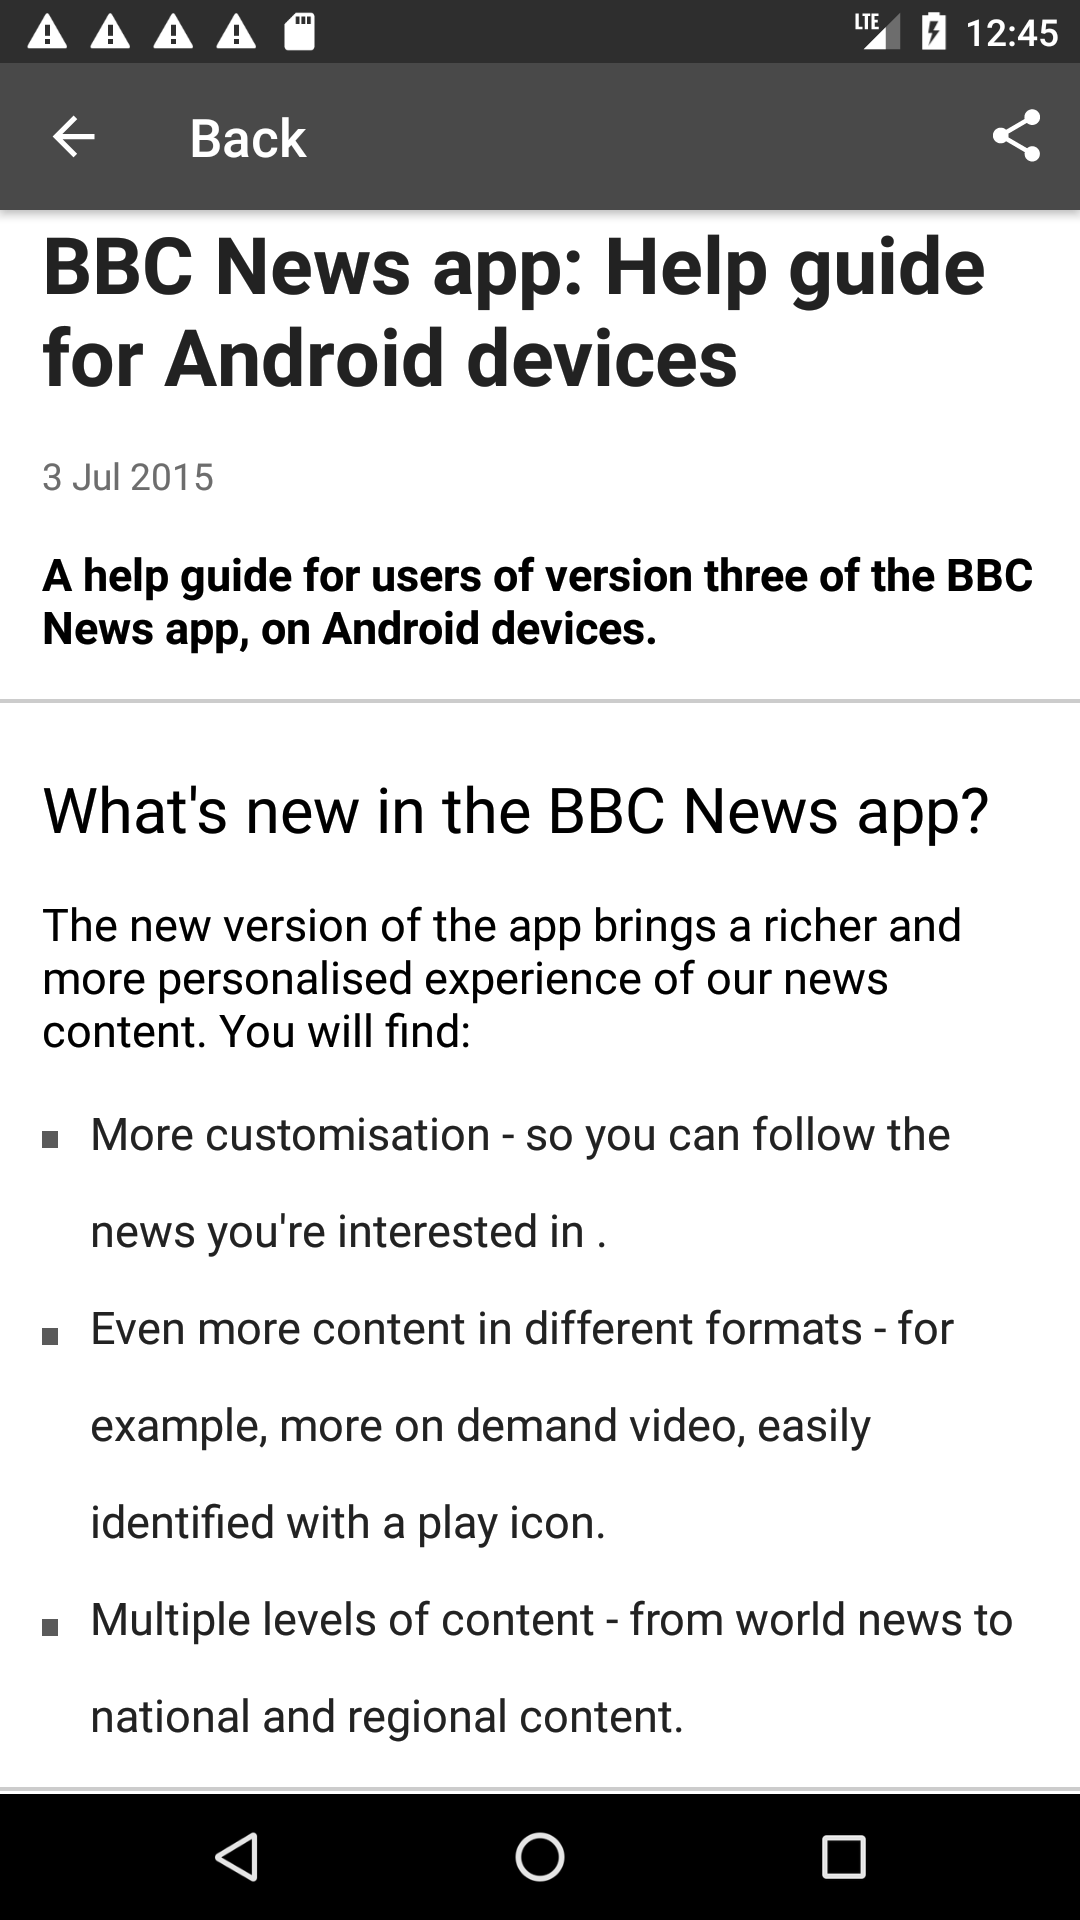 LTE 12:45
Back
BBC News app: Help guide
for Android devices
3 Jul 2015
A help guide for users of version three of the BBC
News app, on Android devices.
What's new in the BBC News app?
The new version of the app brings a richer and
more personalised experience of our news
content. You will find:
More customisation - so you can follow the
news you're interested in .
Even more content in different formats - for
example, more on demand video, easily
identified with a play icon.
Multiple levels of content - from world news to
national and regional content.